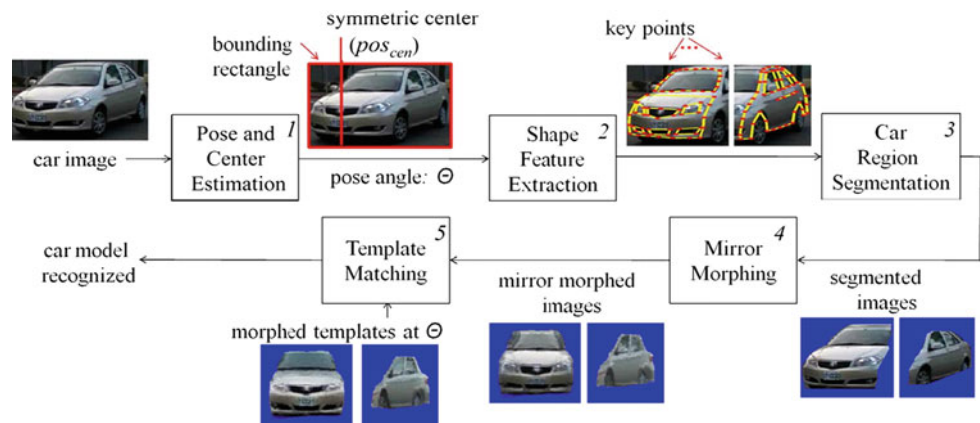 symmetric center
(pos_cen)
bounding
rectangle
key points
...
car image
1
Pose and
Center
Estimation
pose angle: Θ
2
Shape
Feature
Extraction
3
Car
Region
Segmentation
car model
recognized
5
Template
Matching
4
Mirror
Morphing
mirror morphed
images
segmented
images
morphed templates at Θ